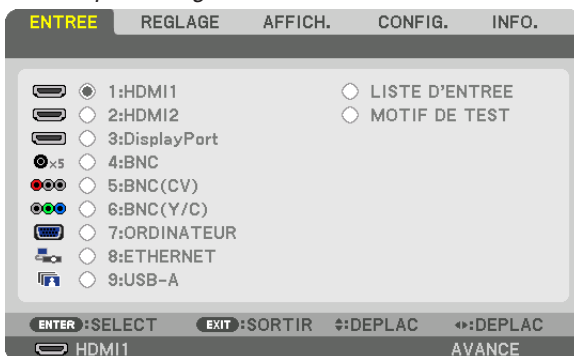 ENTREE REGLAGE AFFICH. CONFIG. INFO.
1:HDMI1
2:HDMI2
3:DisplayPort
×5 4:BNC
5:BNC(CV)
6:BNC(Y/C)
7:ORDINATEUR
8:ETHERNET
9:USB-A
LISTE D'ENTREE
MOTIF DE TEST
ENTER:SELECT EXIT:SORTIR :DEPLAC :DEPLAC
HDMI1 AVANCE